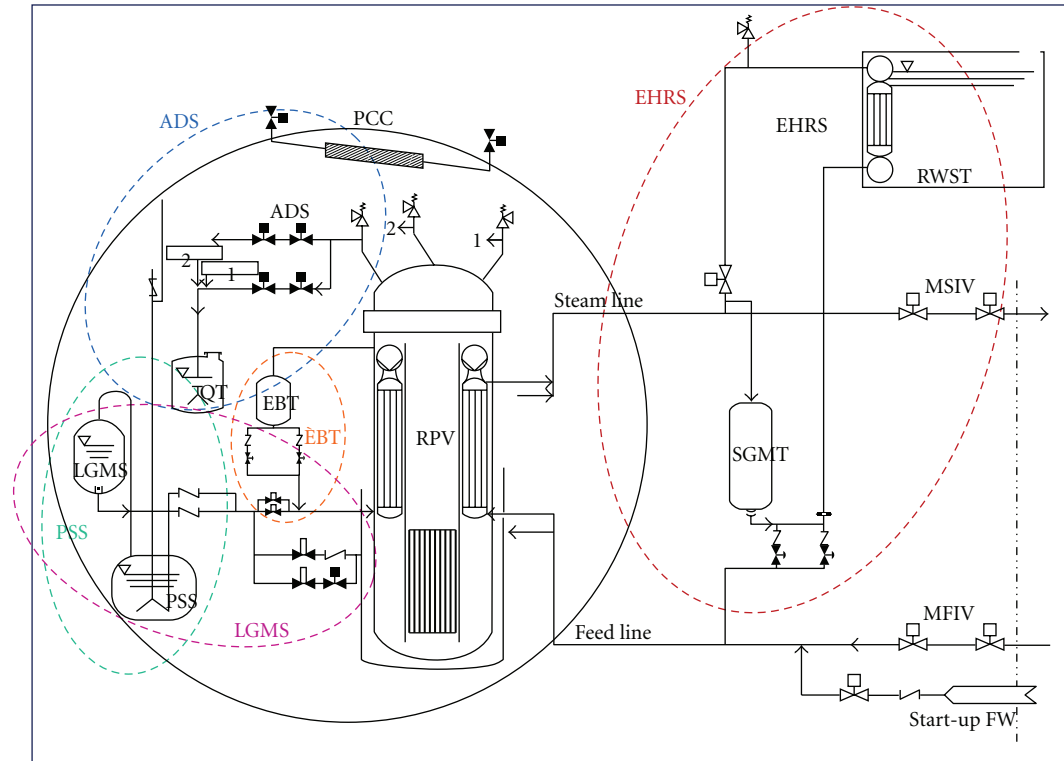 EHRS
ADS
PCC
EHRS
RWST
ADS
2
1
2
1
MSIV
Steam line
QT
EBT
EBT
RPV
LGMS
SGMT
PSS
PSS
LGMS
Feed line
MFIV
Start-up FW